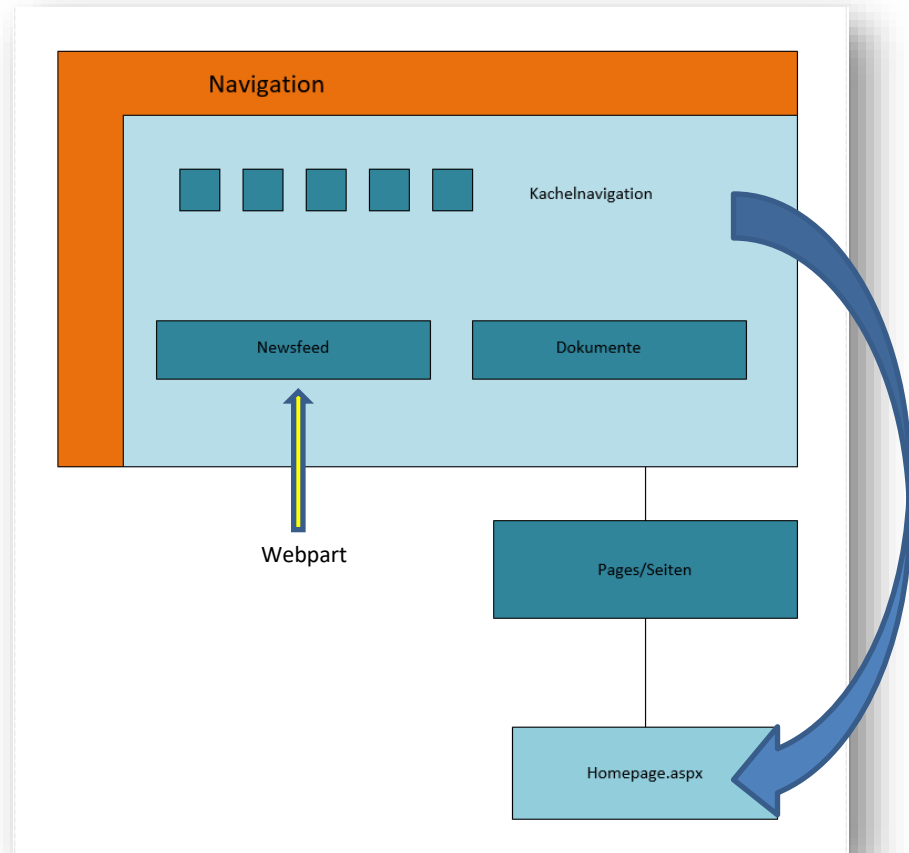 Navigation
Kachelnavigation
Newsfeed
Dokumente
Webpart
Pages/Seiten
Homepage.aspx